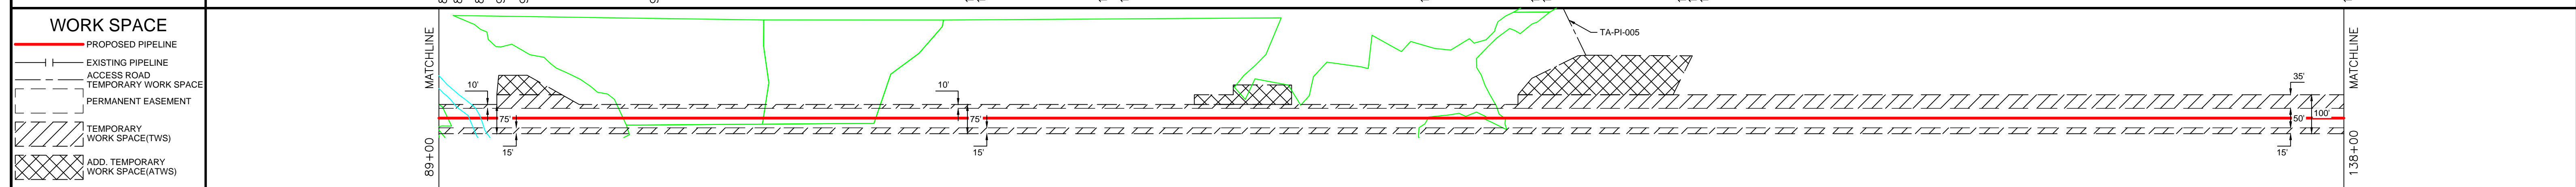 WORK SPACE
PROPOSED PIPELINE
EXISTING PIPELINE
ACCESS ROAD
TEMPORARY WORK SPACE
PERMANENT EASEMENT
TEMPORARY
WORK SPACE(TWS)
ADD. TEMPORARY
WORK SPACE(ATWS)
MATCHLINE
89+00
10'
75'
15'
10'
75'
15'
TA-PI-005
35'
100'
50'
15'
MATCHLINE
138+00